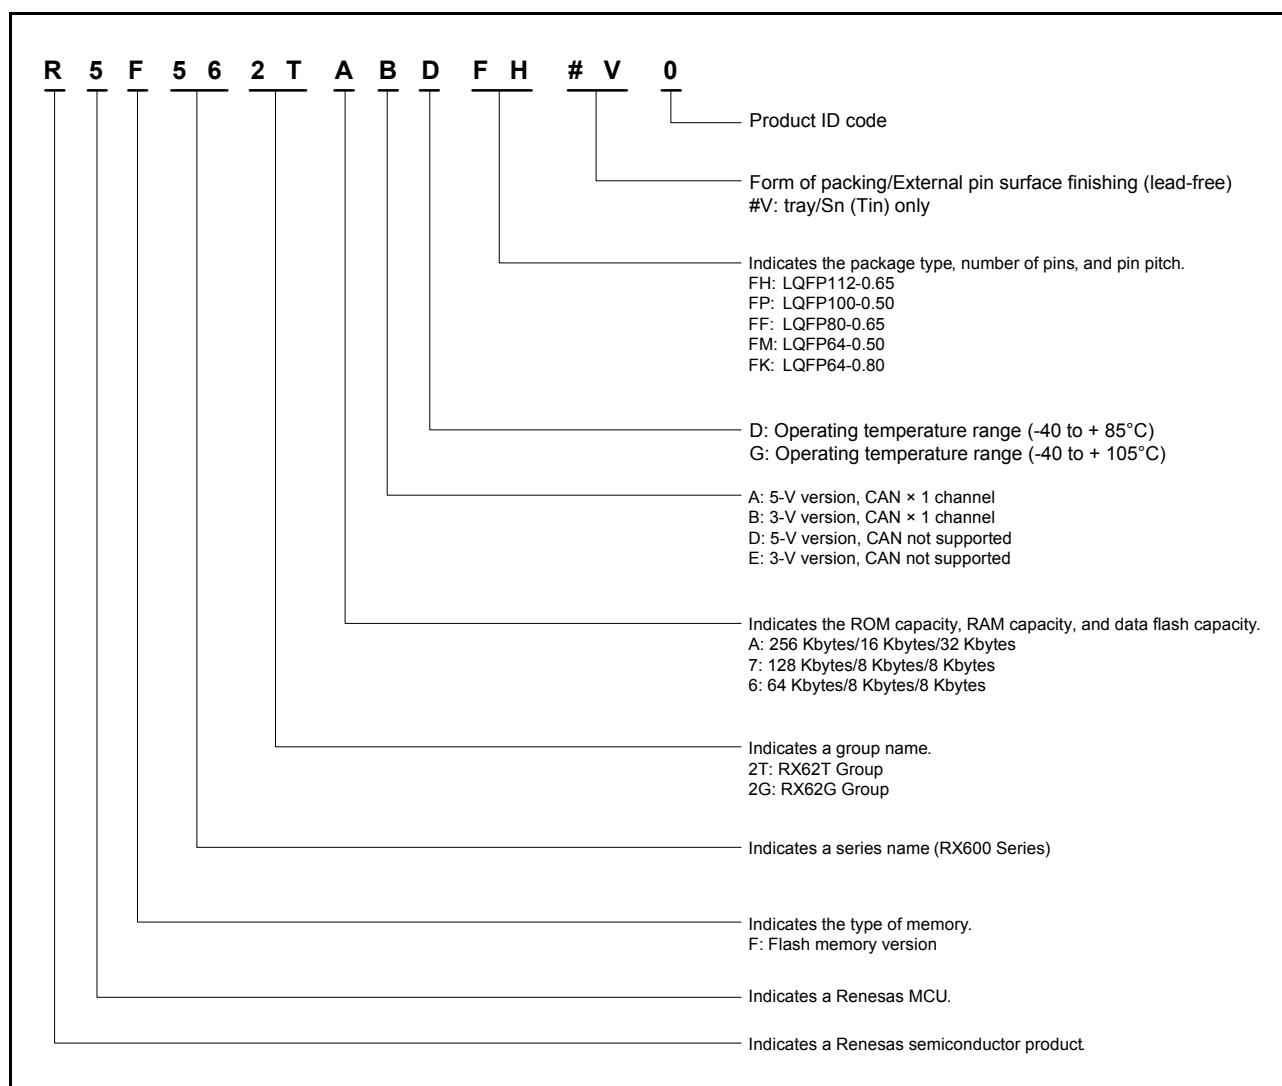 R 5 F 5 6 2 T A B D F H # V 0
Product ID code
Form of packing/External pin surface finishing (lead-free)
#V: tray/Sn (Tin) only
Indicates the package type, number of pins, and pin pitch.
FH: LQFP112-0.65
FP: LQFP100-0.50
FF: LQFP80-0.65
FM: LQFP64-0.50
FK: LQFP64-0.80
D: Operating temperature range (-40 to + 85°C)
G: Operating temperature range (-40 to + 105°C)
A: 5-V version, CAN × 1 channel
B: 3-V version, CAN × 1 channel
D: 5-V version, CAN not supported
E: 3-V version, CAN not supported
Indicates the ROM capacity, RAM capacity, and data flash capacity.
A: 256 Kbytes/16 Kbytes/32 Kbytes
7: 128 Kbytes/8 Kbytes/8 Kbytes
6: 64 Kbytes/8 Kbytes/8 Kbytes
Indicates a group name.
2T: RX62T Group
2G: RX62G Group
Indicates a series name (RX600 Series)
Indicates the type of memory.
F: Flash memory version
Indicates a Renesas MCU.
Indicates a Renesas semiconductor product.